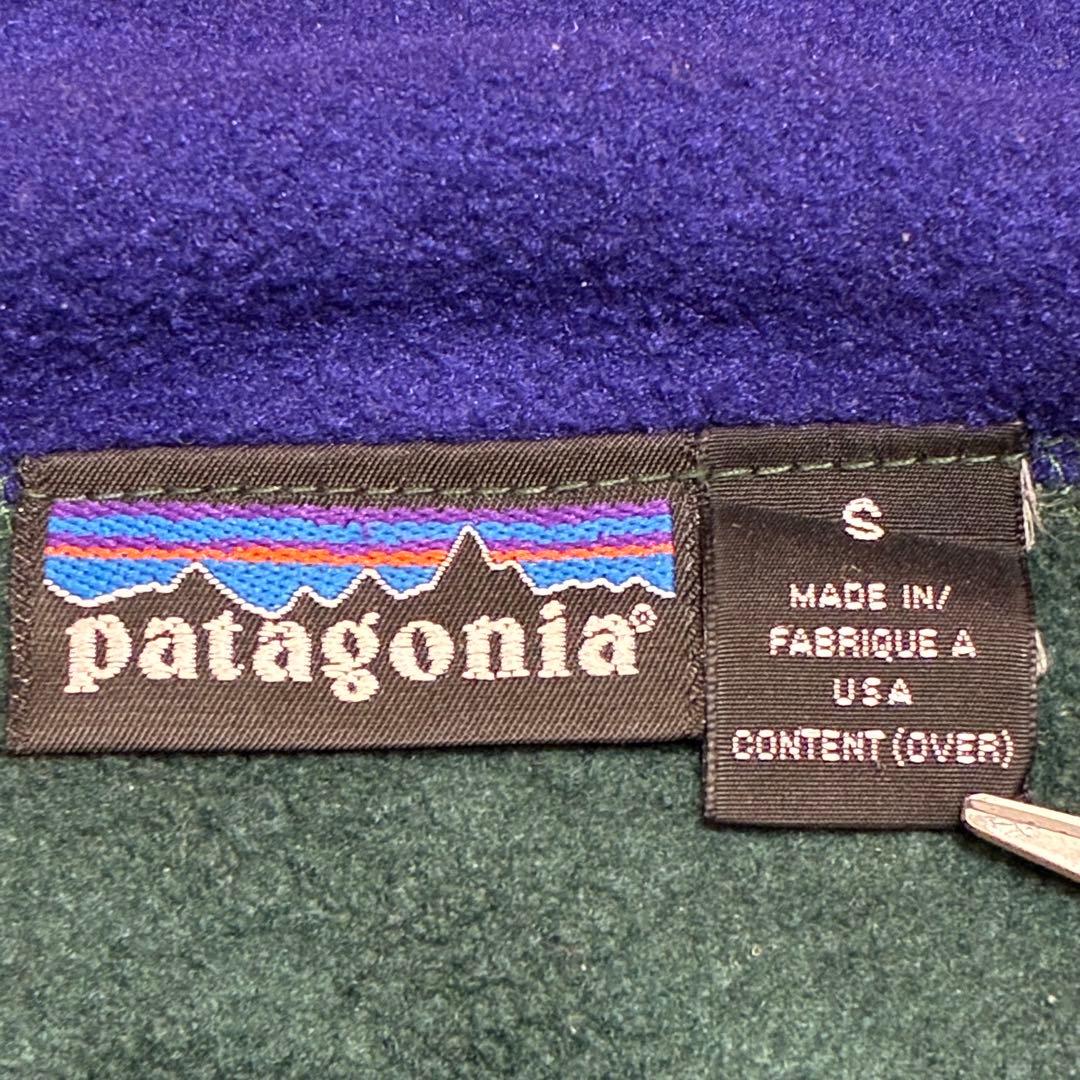 patagonia®
S
MADE IN/
FABRIQUE A
USA
CONTENT (OVER)